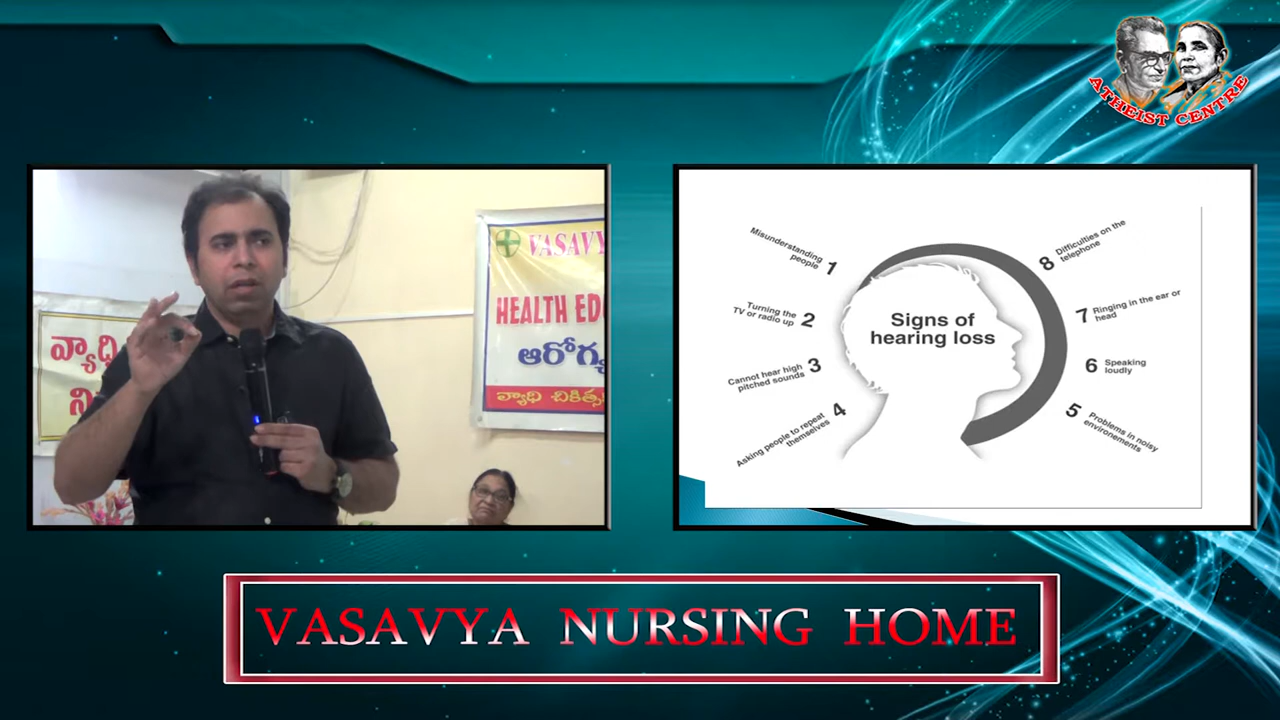 ATHEIST CENTRE
VASAVY
HEALTH ED
ఆరోగ్య
వ్యాధి చికిత్స
వ్యాధి
ని
Misunderstanding
people 1
Turning the
TV or radio up 2
Cannot hear high
pitched sounds 3
Asking people to repeat
themselves 4
Signs of
hearing loss
8 Difficulties on the
telephone
7 Ringing in the ear or
head
6 Speaking
loudly
5 Problems in noisy
environements
VASAVYA NURSING HOME